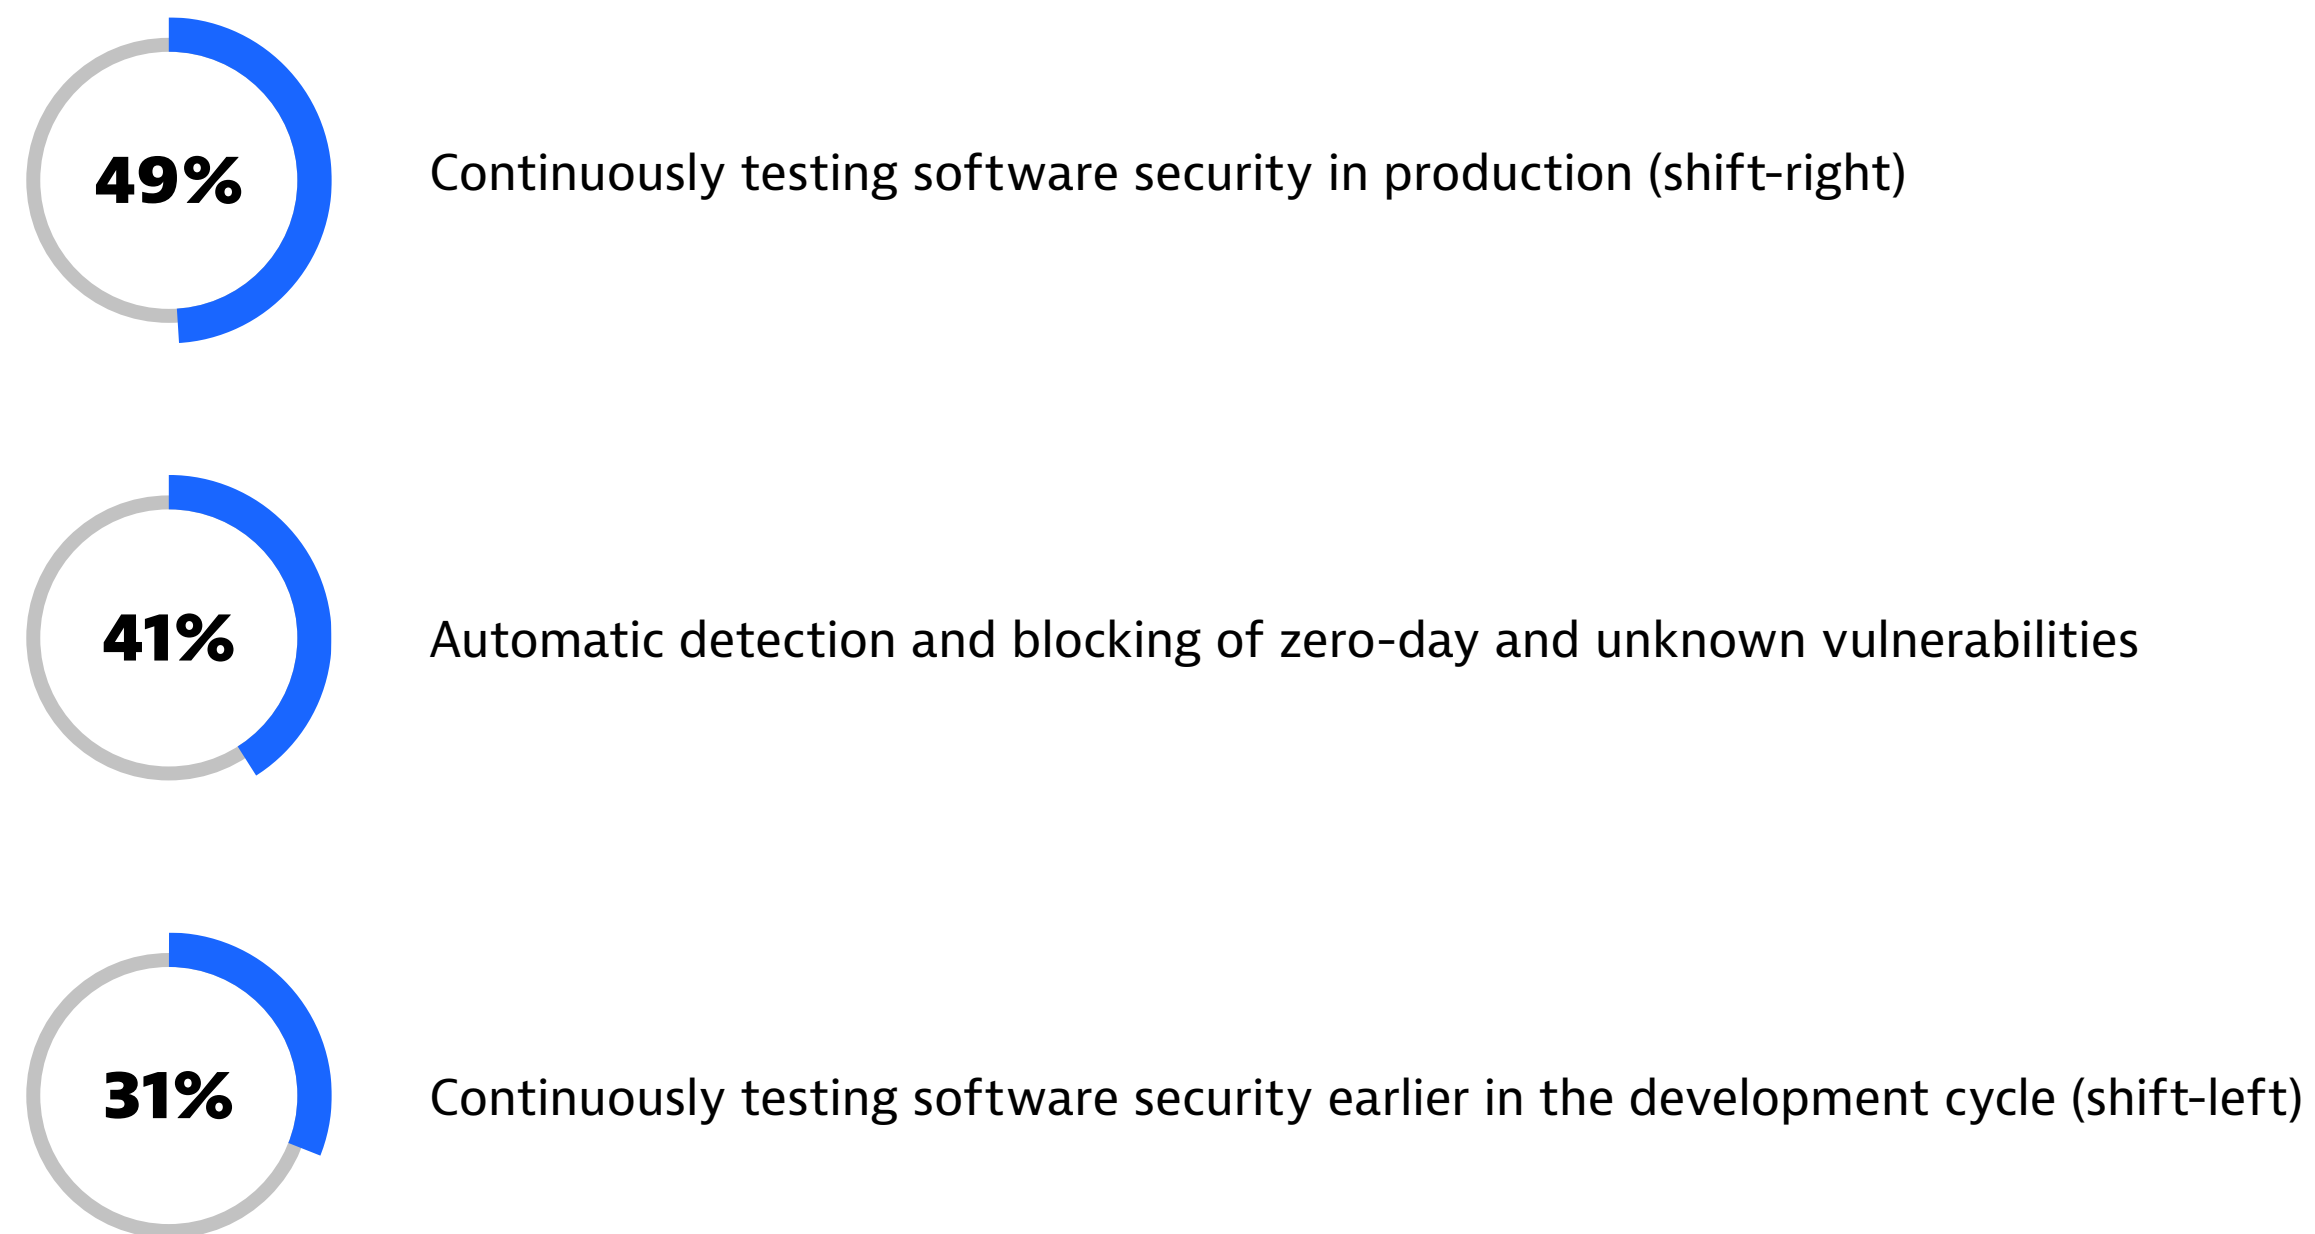 49%
Continuously testing software security in production (shift-right)
41%
Automatic detection and blocking of zero-day and unknown vulnerabilities
31%
Continuously testing software security earlier in the development cycle (shift-left)